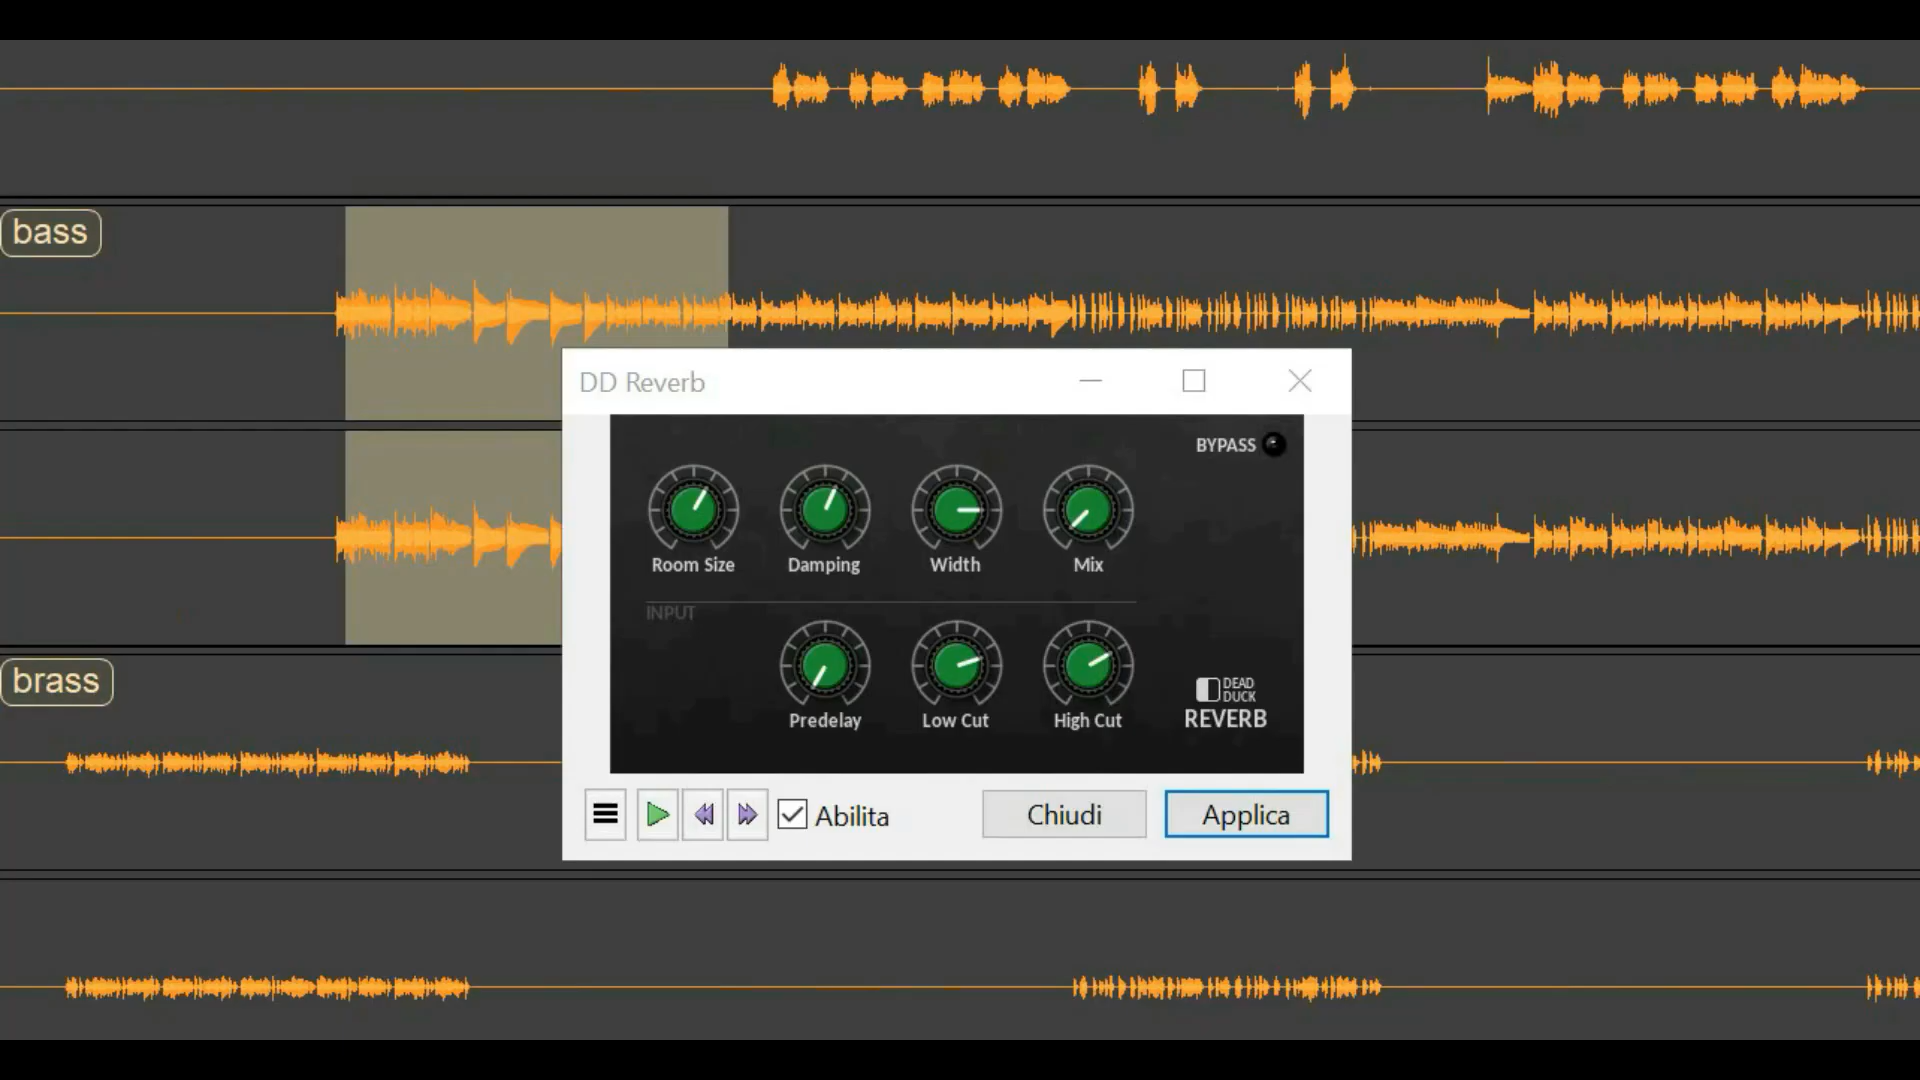 bass
DD Reverb
BYPASS
Room Size
Damping
Width
Mix
INPUT
Predelay
Low Cut
High Cut
DEAD
DUCK
REVERB
brass
Abilita
Chiudi
Applica